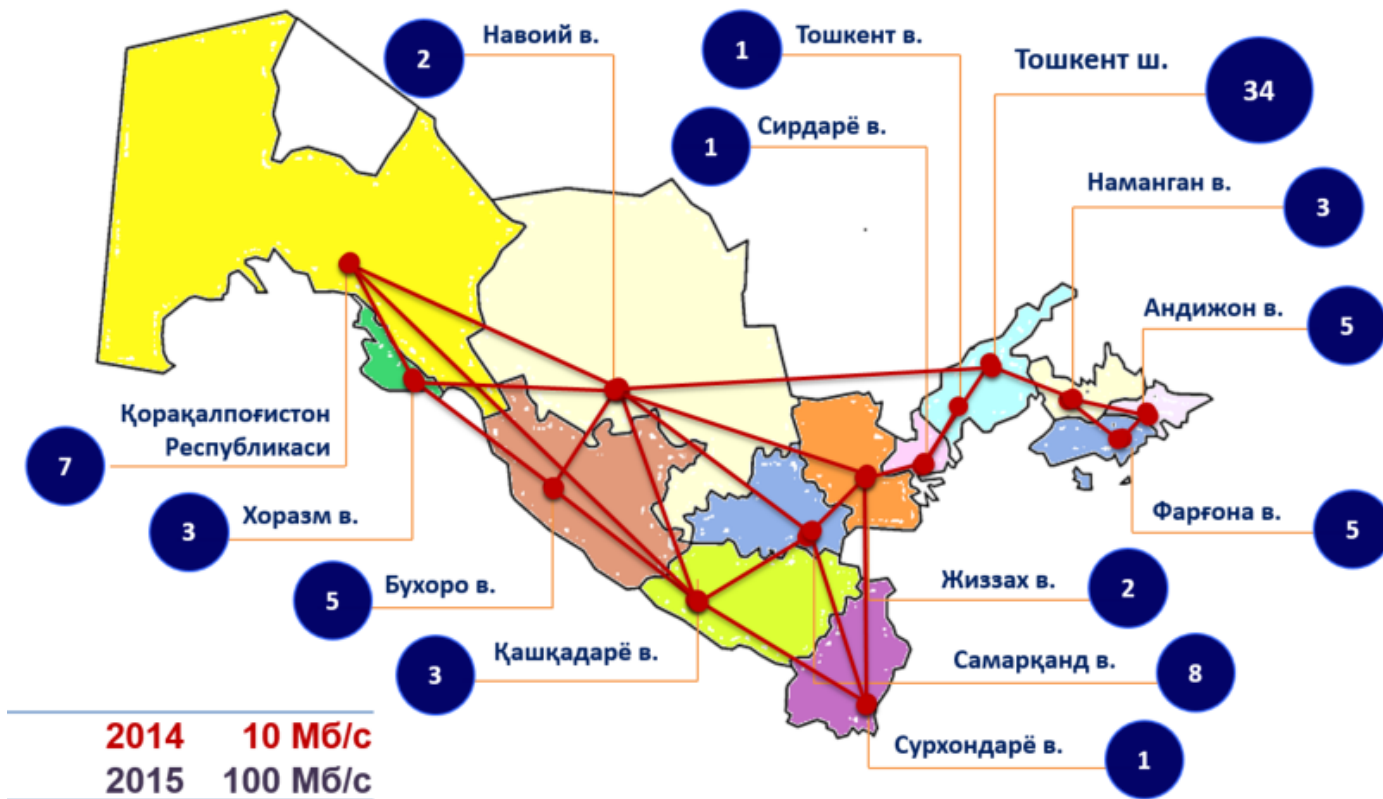 Навоий в.
2
Тошкент в.
1
Тошкент ш.
34
Сирдарё в.
1
Наманган в.
3
Андижон в.
5
Қорақалпоғистон
Республикаси
7
Хоразм в.
3
Фарғона в.
5
Бухоро в.
5
Жиззах в.
2
Қашқадарё в.
3
Самарқанд в.
8
Сурхондарё в.
1
2014 10 Мб/с
2015 100 Мб/с